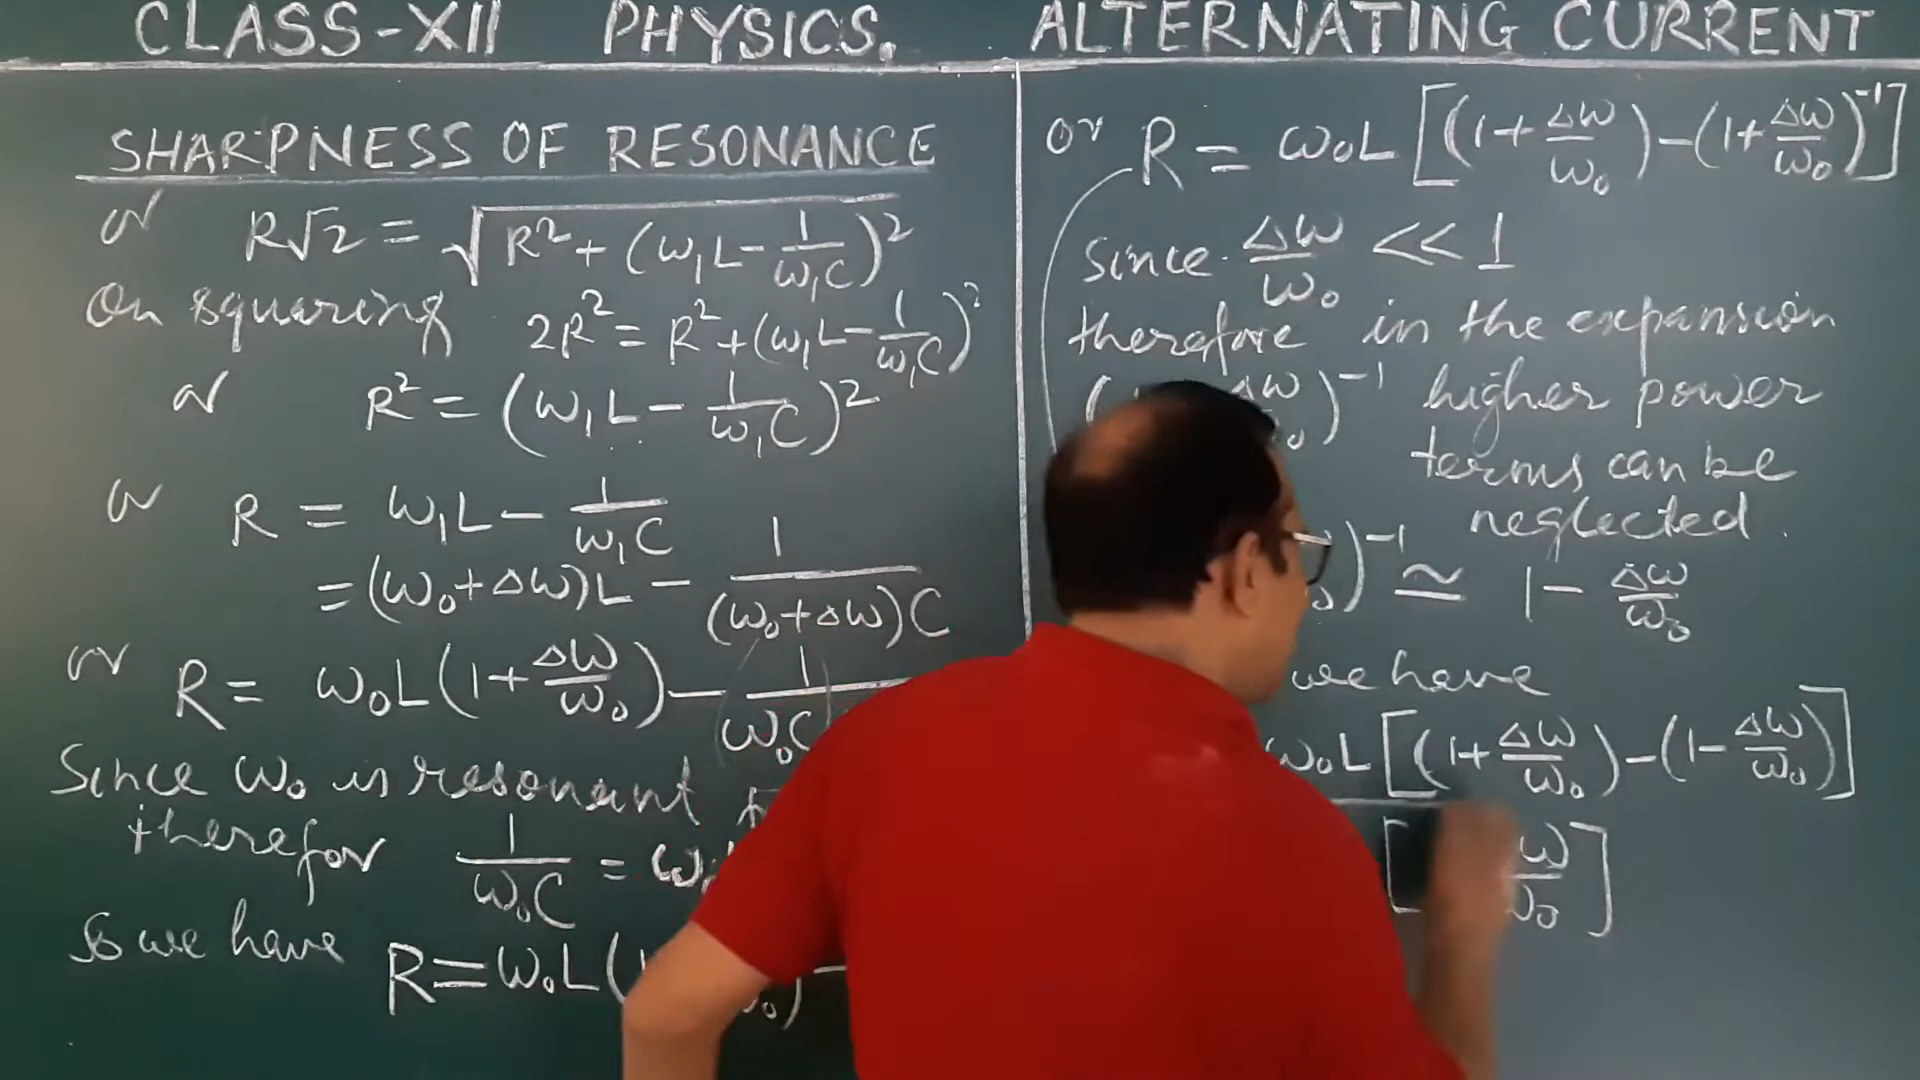 CLASS-XII PHYSICS. ALTERNATING CURRENT
SHARPNESS OF RESONANCE
or R√2 = √(R² + (ω₁L - 1/ω₁C)²)
On squaring 2R² = R² + (ω₁L - 1/ω₁C)²
or R² = (ω₁L - 1/ω₁C)²
or R = ω₁L - 1/ω₁C
= (ω₀+Δω)L - 1/(ω₀+Δω)C
or R = ω₀L(1+Δω/ω₀) - 1/ω₀C
Since ω₀ is resonant
therefor 1/ω₀C = ω₀
So we have R = ω₀L(1 ω₀)
or R = ω₀L[(1+Δω/ω₀)-(1+Δω/ω₀)⁻¹]
Since Δω/ω₀ << 1
therefore in the expansion
( Δω )⁻¹ higher power
terms can be
neglected.
)⁻¹ ≃ 1 - Δω/ω₀
we have
ω₀L[(1+Δω/ω₀)-(1-Δω/ω₀)]
[ ω/ω₀]